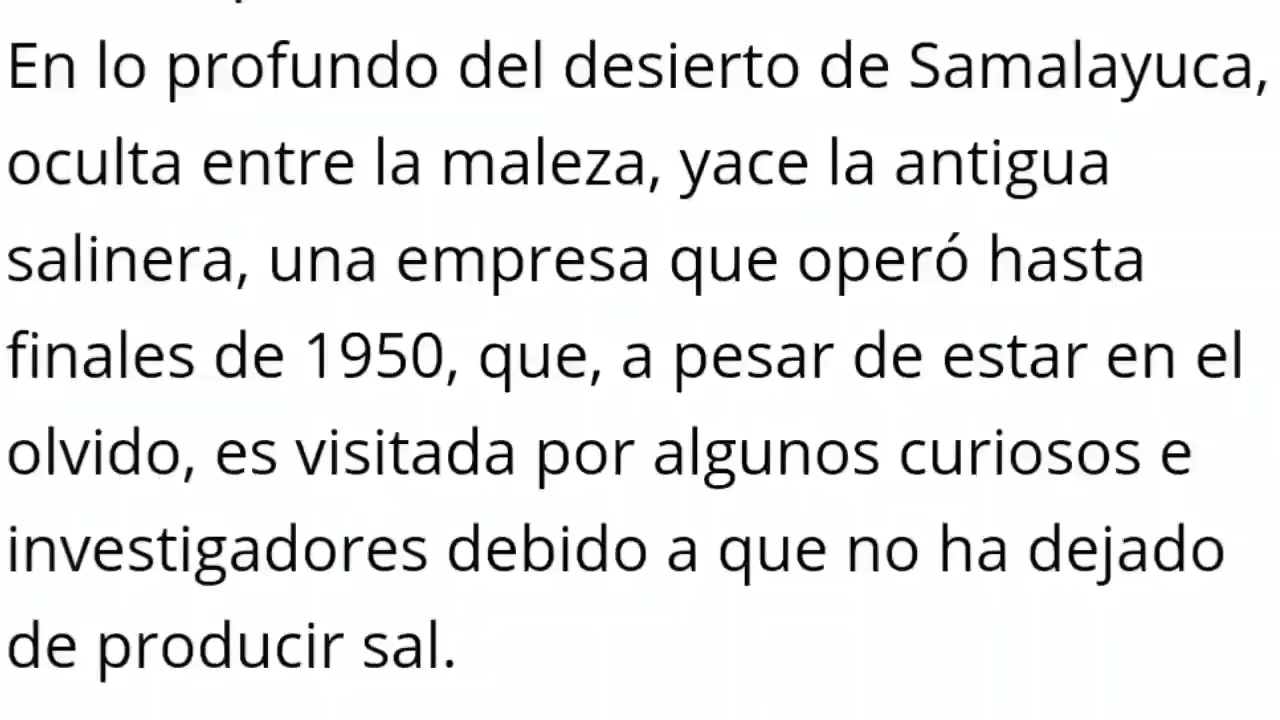 En lo profundo del desierto de Samalayuca,
oculta entre la maleza, yace la antigua
salinera, una empresa que operó hasta
finales de 1950, que, a pesar de estar en el
olvido, es visitada por algunos curiosos e
investigadores debido a que no ha dejado
de producir sal.